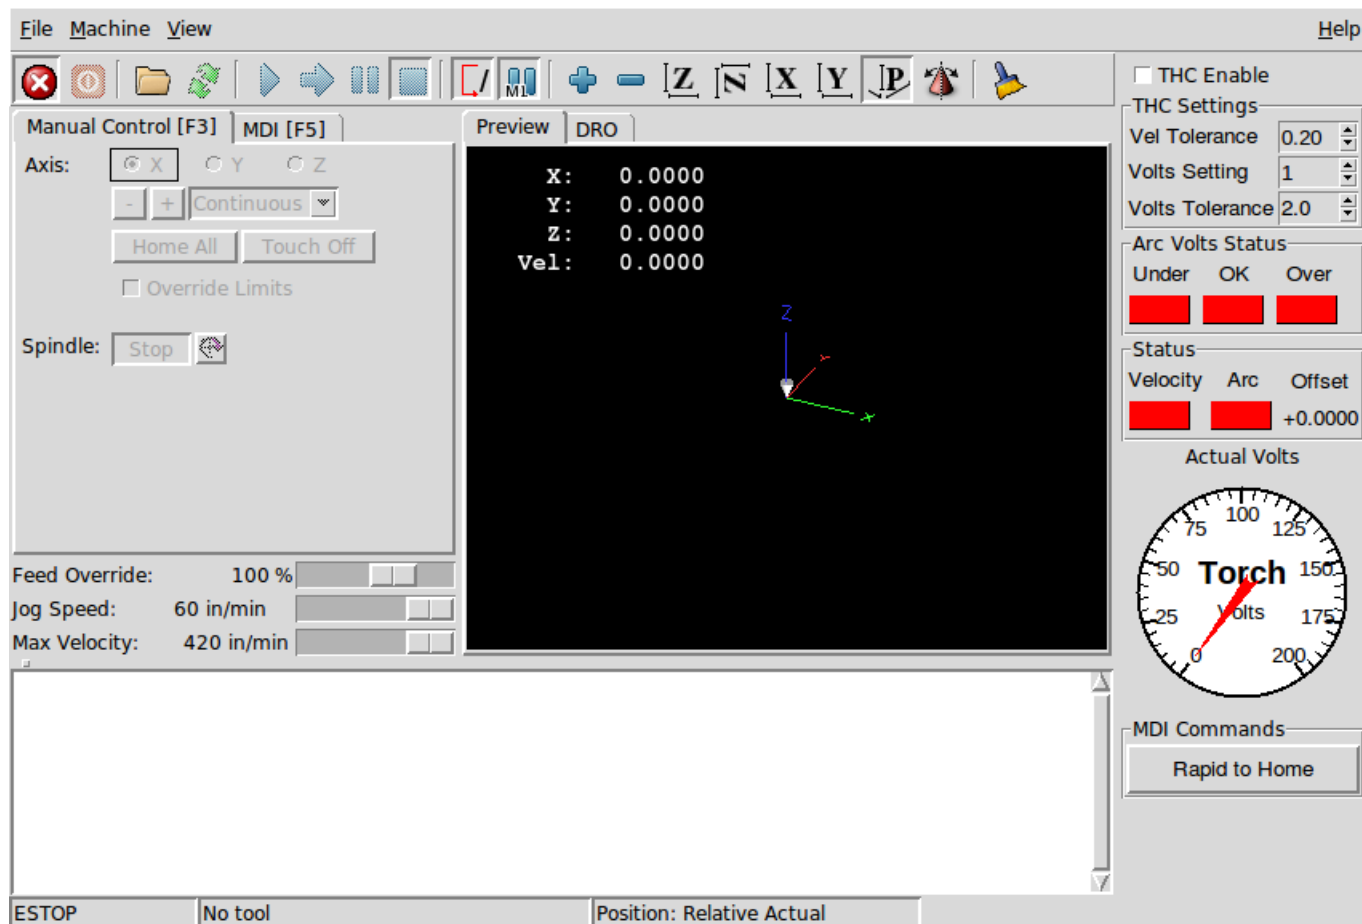 File Machine View Help
M1 Z N X Y P
THC Enable
THC Settings
Vel Tolerance 0.20
Volts Setting 1
Volts Tolerance 2.0
Arc Volts Status
Under OK Over
Status
Velocity Arc Offset
+0.0000
Actual Volts
0 25 50 75 100 125 150 175 200
Torch
Volts
MDI Commands
Rapid to Home
Manual Control [F3] MDI [F5]
Axis: X Y Z
- + Continuous
Home All Touch Off
Override Limits
Spindle: Stop
Feed Override: 100 %
Jog Speed: 60 in/min
Max Velocity: 420 in/min
Preview DRO
X: 0.0000
Y: 0.0000
Z: 0.0000
Vel: 0.0000
Z
Y
X
ESTOP No tool Position: Relative Actual